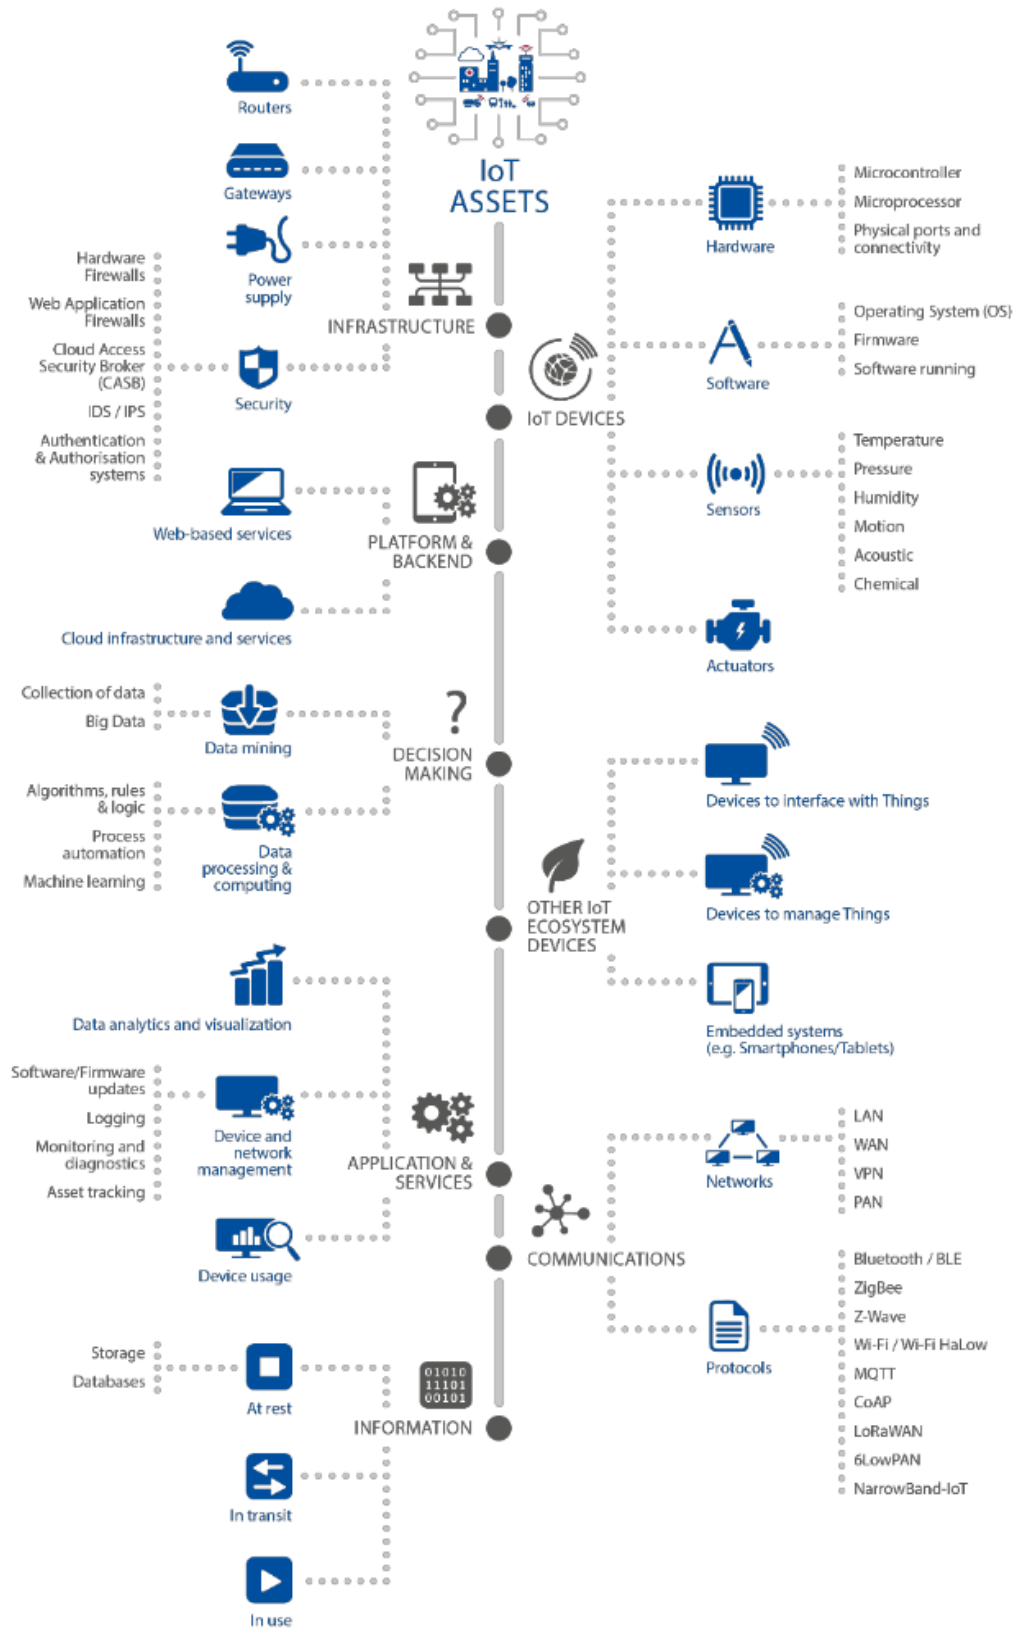 IoT
ASSETS
Routers
Gateways
Power
supply
Hardware
Firewalls
Web Application
Firewalls
Cloud Access
Security Broker
(CASB)
IDS / IPS
Authentication
& Authorisation
systems
Security
INFRASTRUCTURE
IoT DEVICES
Hardware
Microcontroller
Microprocessor
Physical ports and
connectivity
Software
Operating System (OS)
Firmware
Software running
Sensors
Temperature
Pressure
Humidity
Motion
Acoustic
Chemical
Actuators
Web-based services
PLATFORM &
BACKEND
Cloud infrastructure and services
Collection of data
Big Data
Data mining
DECISION
MAKING
Algorithms, rules
& logic
Process
automation
Machine learning
Data
processing &
computing
OTHER IoT
ECOSYSTEM
DEVICES
Devices to interface with Things
Devices to manage Things
Embedded systems
(e.g. Smartphones/Tablets)
Data analytics and visualization
Software/Firmware
updates
Logging
Monitoring and
diagnostics
Asset tracking
Device and
network
management
APPLICATION &
SERVICES
Device usage
COMMUNICATIONS
Networks
LAN
WAN
VPN
PAN
Protocols
Bluetooth / BLE
ZigBee
Z-Wave
Wi-Fi / Wi-Fi HaLow
MQTT
CoAP
LoRaWAN
6LowPAN
NarrowBand-IoT
Storage
Databases
At rest
01010
11101
00101
INFORMATION
In transit
In use